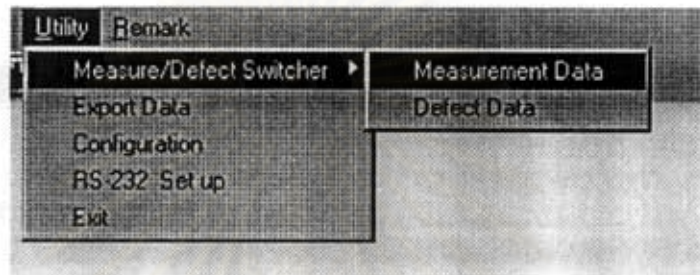 Utility Remark
Measure/Defect Switcher
Measurement Data
Export Data
Defect Data
Configuration
RS-232 Set up
Exit